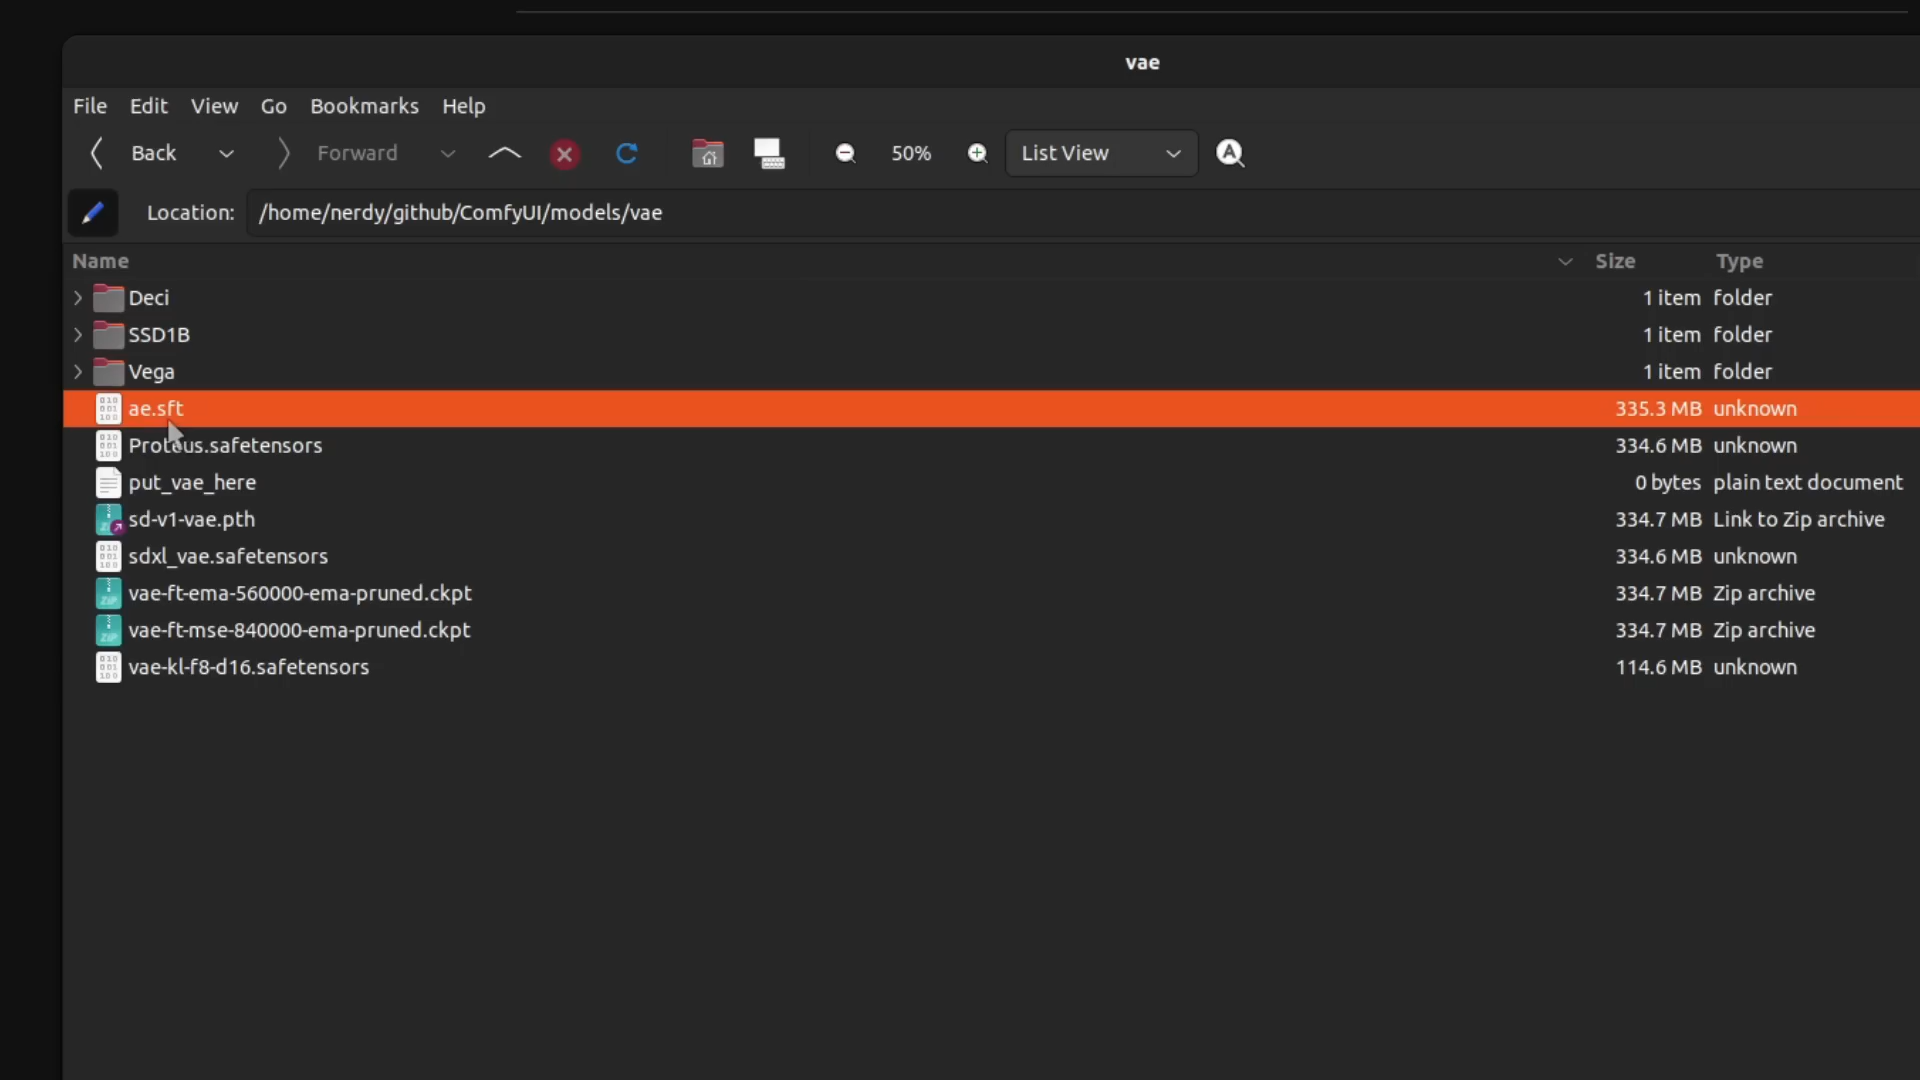 vae
File Edit View Go Bookmarks Help
Back Forward 50% List View
Location: /home/nerdy/github/ComfyUI/models/vae
Name Size Type
Deci 1 item folder
SSD1B 1 item folder
Vega 1 item folder
ae.sft 335.3 MB unknown
Proteus.safetensors 334.6 MB unknown
put_vae_here 0 bytes plain text document
sd-v1-vae.pth 334.7 MB Link to Zip archive
sdxl_vae.safetensors 334.6 MB unknown
vae-ft-ema-560000-ema-pruned.ckpt 334.7 MB Zip archive
vae-ft-mse-840000-ema-pruned.ckpt 334.7 MB Zip archive
vae-kl-f8-d16.safetensors 114.6 MB unknown